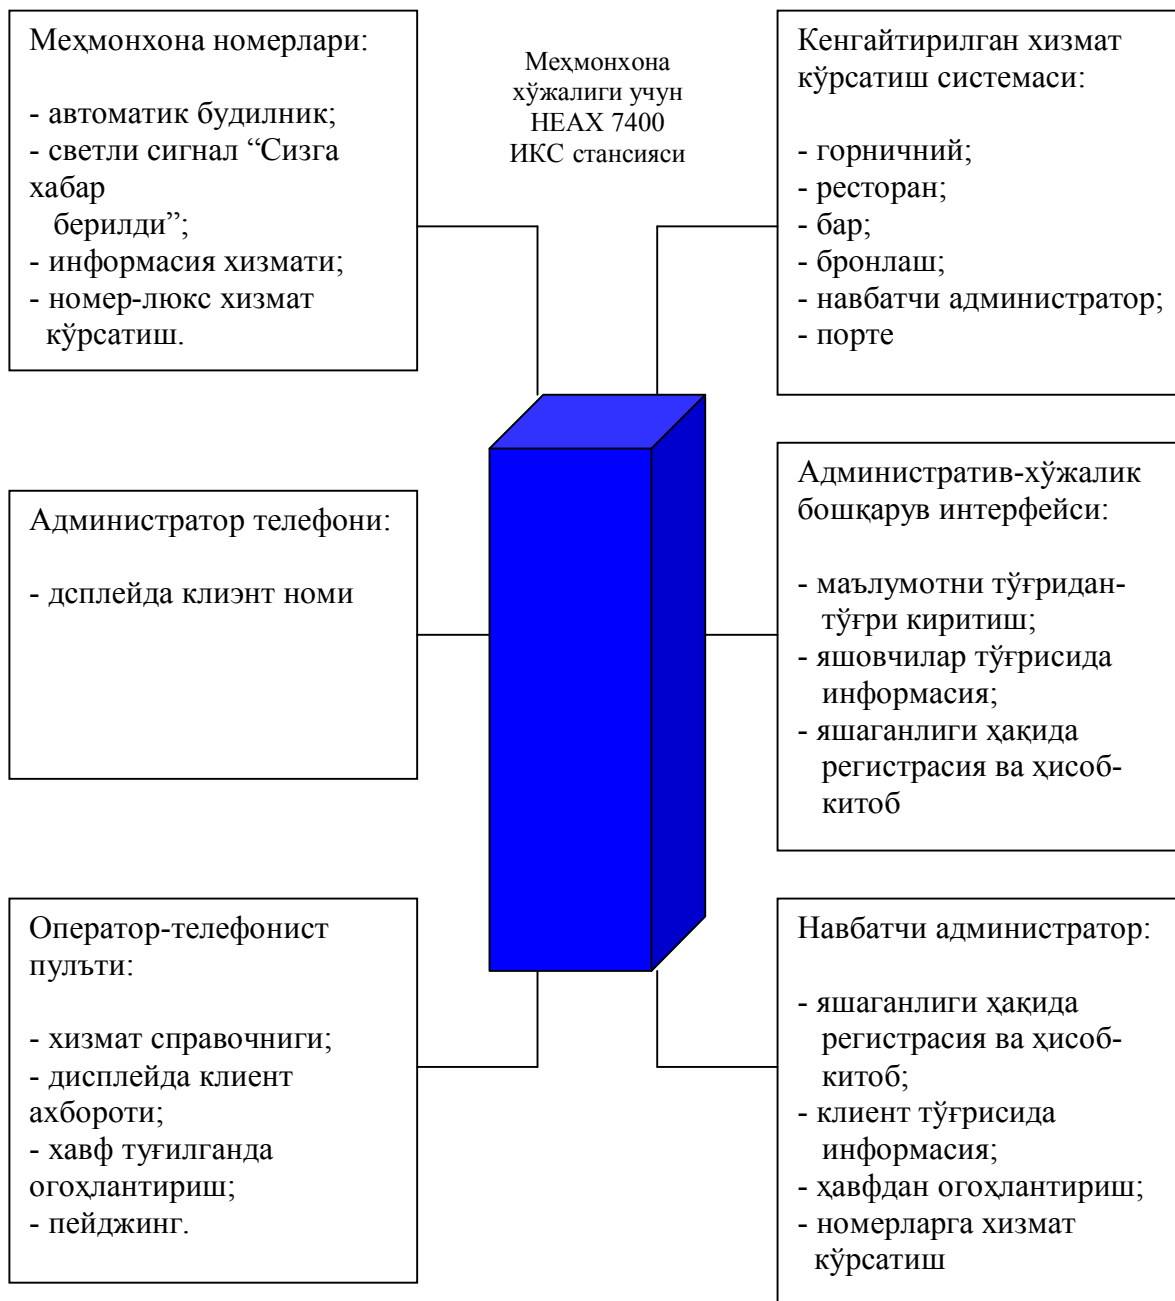 Меҳмонхона номерлари:
- автоматик будилник;
- светли сигнал “Сизга
хабар
берилди”;
- информасия хизмати;
- номер-люкс хизмат
кўрсатиш.
Меҳмонхона
хўжалиги учун
НЕАХ 7400
ИКС стансияси
Кенгайтирилган хизмат
кўрсатиш системаси:
- горничний;
- ресторан;
- бар;
- бронлаш;
- навбатчи администратор;
- порте
Администратор телефони:
- дсплейда клиэнт номи
Административ-хўжалик
бошқарув интерфейси:
- маълумотни тўғридан-
тўғри киритиш;
- яшовчилар тўғрисида
информасия;
- яшаганлиги ҳақида
регистрасия ва ҳисоб-
китоб
Оператор-телефонист
пулъти:
- хизмат справочниги;
- дисплейда клиент
ахбороти;
- хавф туғилганда
огоҳлантириш;
- пейджинг.
Навбатчи администратор:
- яшаганлиги ҳақида
регистрасия ва ҳисоб-
китоб;
- клиент тўғрисида
информасия;
- ҳавфдан огоҳлантириш;
- номерларга хизмат
кўрсатиш